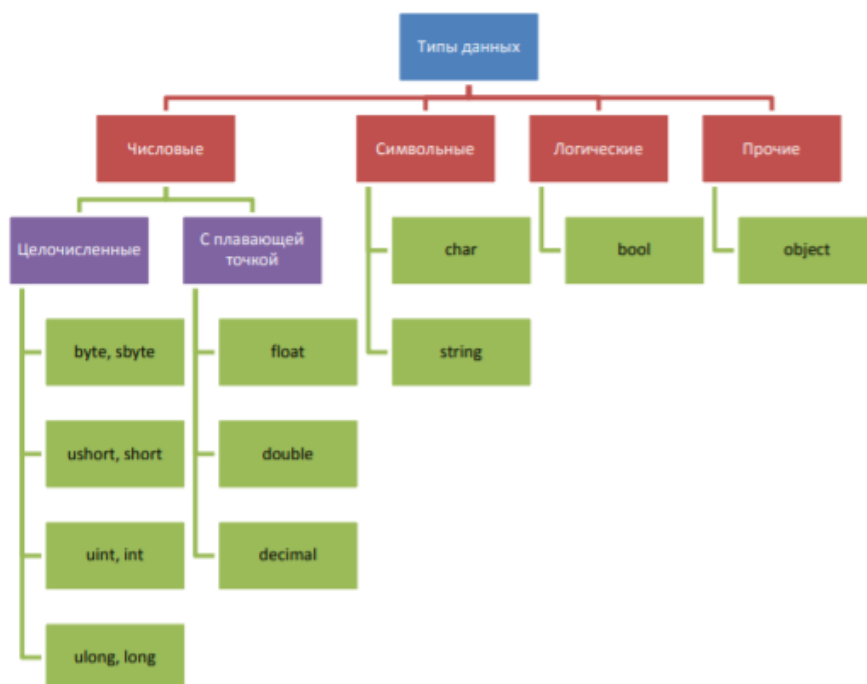 Типы данных
Числовые
Символьные
Логические
Прочие
Целочисленные
С плавающей
точкой
char
bool
object
byte, sbyte
float
string
ushort, short
double
uint, int
decimal
ulong, long